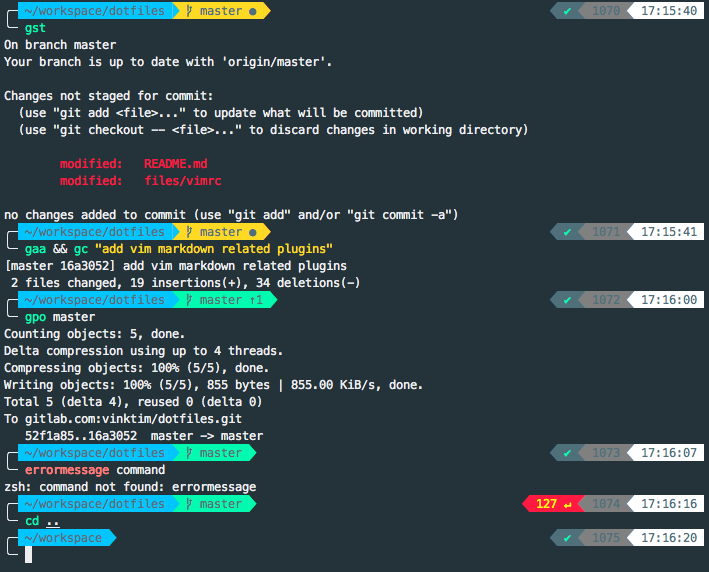 ~/workspace/dotfiles master ● ✔ 1070 17:15:40
gst
On branch master
Your branch is up to date with 'origin/master'.
Changes not staged for commit:
(use "git add <file>..." to update what will be committed)
(use "git checkout -- <file>..." to discard changes in working directory)
modified: README.md
modified: files/vimrc
no changes added to commit (use "git add" and/or "git commit -a")
~/workspace/dotfiles master ● ✔ 1071 17:15:41
gaa && gc "add vim markdown related plugins"
[master 16a3052] add vim markdown related plugins
2 files changed, 19 insertions(+), 34 deletions(-)
~/workspace/dotfiles master ↑1 ✔ 1072 17:16:00
gpo master
Counting objects: 5, done.
Delta compression using up to 4 threads.
Compressing objects: 100% (5/5), done.
Writing objects: 100% (5/5), 855 bytes | 855.00 KiB/s, done.
Total 5 (delta 4), reused 0 (delta 0)
To gitlab.com:vinktim/dotfiles.git
52f1a85..16a3052 master -> master
~/workspace/dotfiles master ✔ 1073 17:16:07
errormessage command
zsh: command not found: errormessage
~/workspace/dotfiles master 127 ↵ 1074 17:16:16
cd ..
~/workspace ✔ 1075 17:16:20